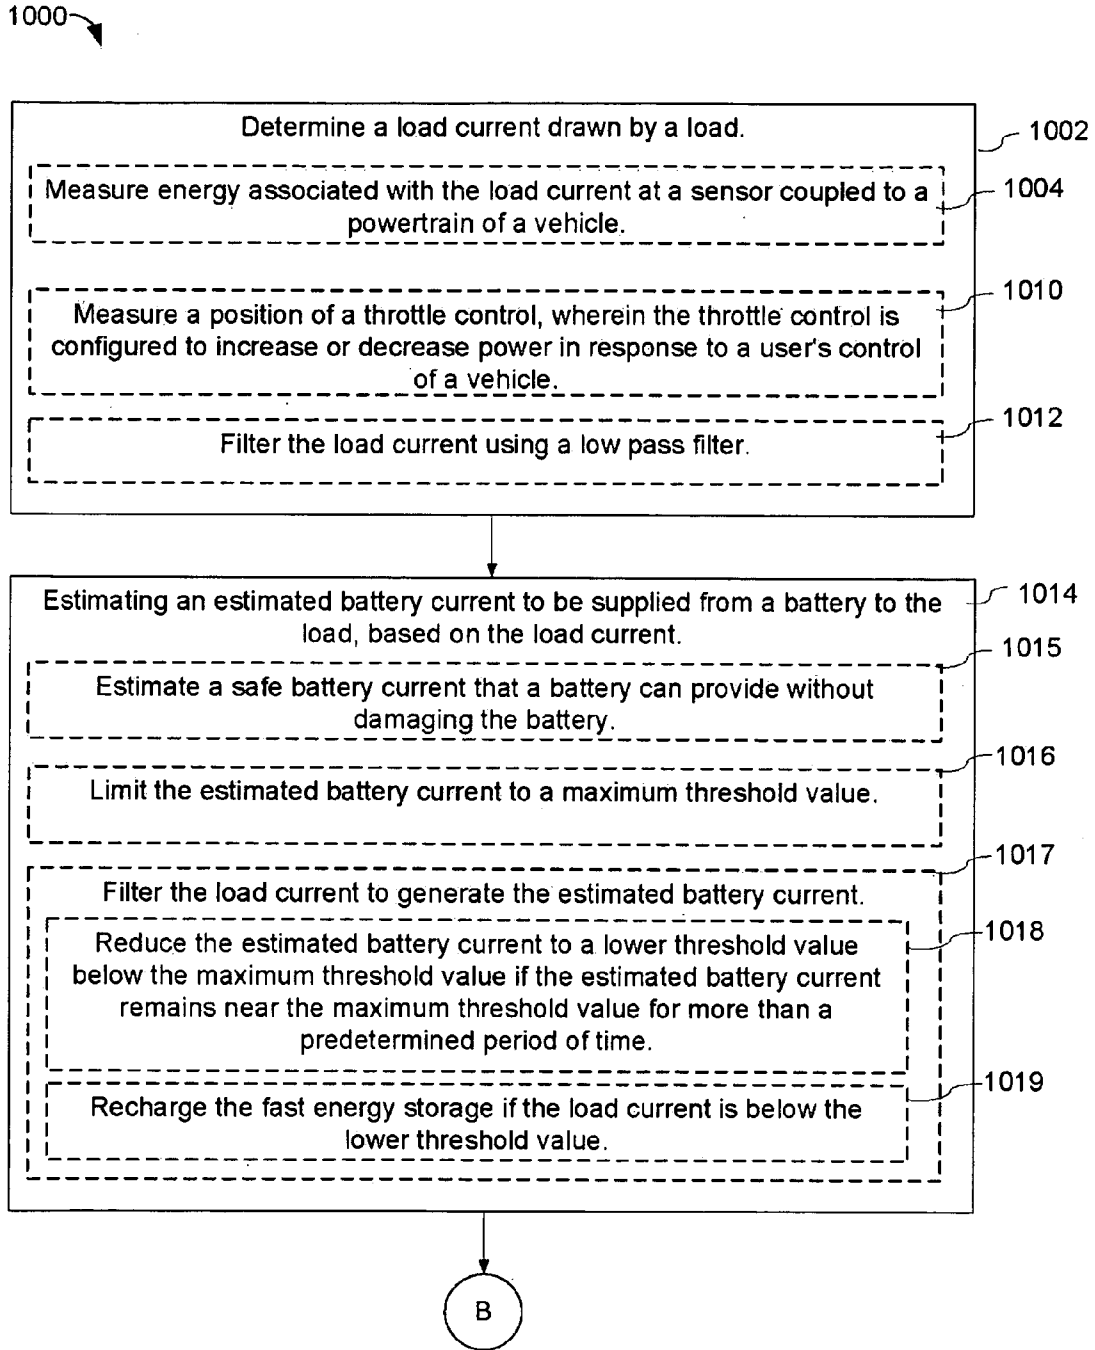 1000
Determine a load current drawn by a load.
1002
Measure energy associated with the load current at a sensor coupled to a
powertrain of a vehicle.
1004
Measure a position of a throttle control, wherein the throttle control is
configured to increase or decrease power in response to a user's control
of a vehicle.
1010
Filter the load current using a low pass filter.
1012
Estimating an estimated battery current to be supplied from a battery to the
load, based on the load current.
1014
Estimate a safe battery current that a battery can provide without
damaging the battery.
1015
Limit the estimated battery current to a maximum threshold value.
1016
Filter the load current to generate the estimated battery current.
1017
Reduce the estimated battery current to a lower threshold value
below the maximum threshold value if the estimated battery current
remains near the maximum threshold value for more than a
predetermined period of time.
1018
Recharge the fast energy storage if the load current is below the
lower threshold value.
1019
B